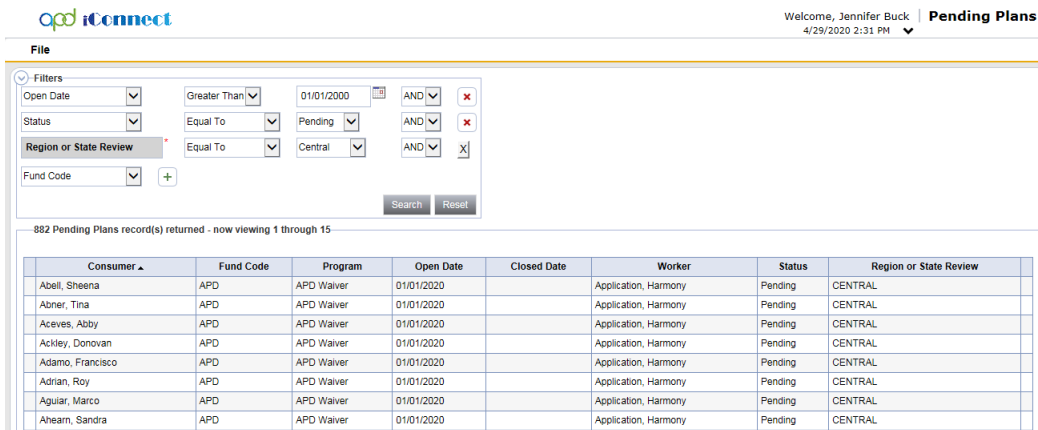 apd iConnect
Welcome, Jennifer Buck Pending Plans
4/29/2020 2:31 PM
File
Filters
Open Date Greater Than 01/01/2000 AND X
Status Equal To Pending AND X
Region or State Review * Equal To Central AND X
Fund Code +
Search Reset
882 Pending Plans record(s) returned - now viewing 1 through 15
Consumer Fund Code Program Open Date Closed Date Worker Status Region or State Review
Abell, Sheena APD APD Waiver 01/01/2020 Application, Harmony Pending CENTRAL
Abner, Tina APD APD Waiver 01/01/2020 Application, Harmony Pending CENTRAL
Aceves, Abby APD APD Waiver 01/01/2020 Application, Harmony Pending CENTRAL
Ackley, Donovan APD APD Waiver 01/01/2020 Application, Harmony Pending CENTRAL
Adamo, Francisco APD APD Waiver 01/01/2020 Application, Harmony Pending CENTRAL
Adrian, Roy APD APD Waiver 01/01/2020 Application, Harmony Pending CENTRAL
Aguiar, Marco APD APD Waiver 01/01/2020 Application, Harmony Pending CENTRAL
Ahearn, Sandra APD APD Waiver 01/01/2020 Application, Harmony Pending CENTRAL